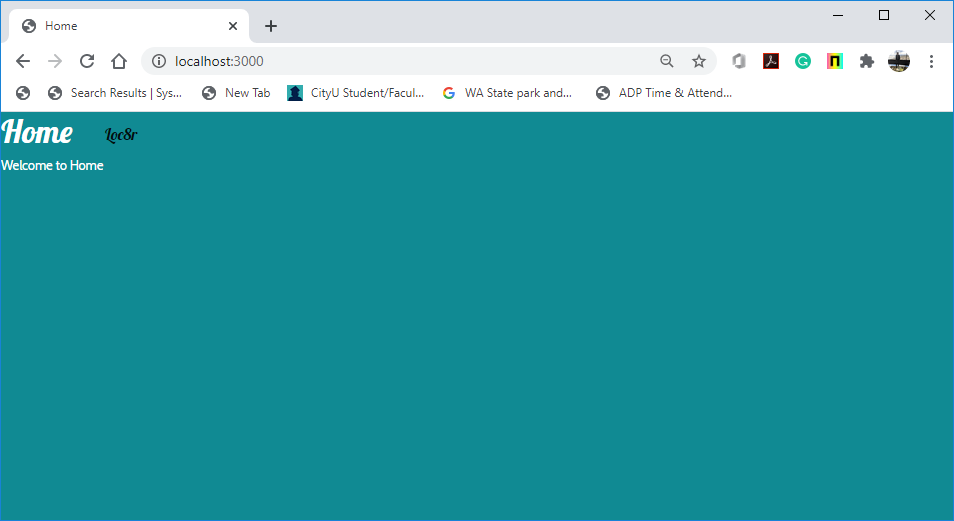 Home
localhost:3000
Search Results | Sys... New Tab CityU Student/Facul... WA State park and... ADP Time & Attend...
Home Loc8r
Welcome to Home